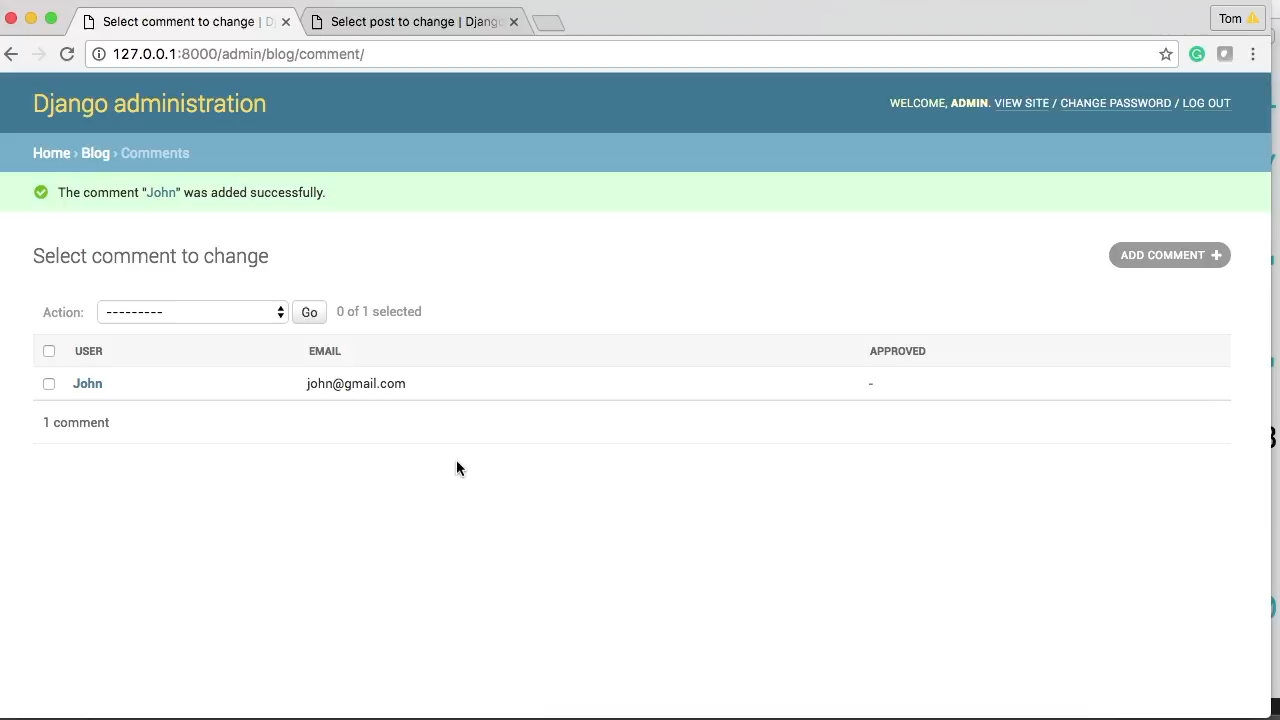 Select comment to change | D
Select post to change | Djang
Tom
127.0.0.1:8000/admin/blog/comment/
Django administration
WELCOME, ADMIN. VIEW SITE / CHANGE PASSWORD / LOG OUT
Home › Blog › Comments
The comment "John" was added successfully.
Select comment to change
ADD COMMENT +
Action: --------- Go 0 of 1 selected
USER EMAIL APPROVED
John john@gmail.com -
1 comment